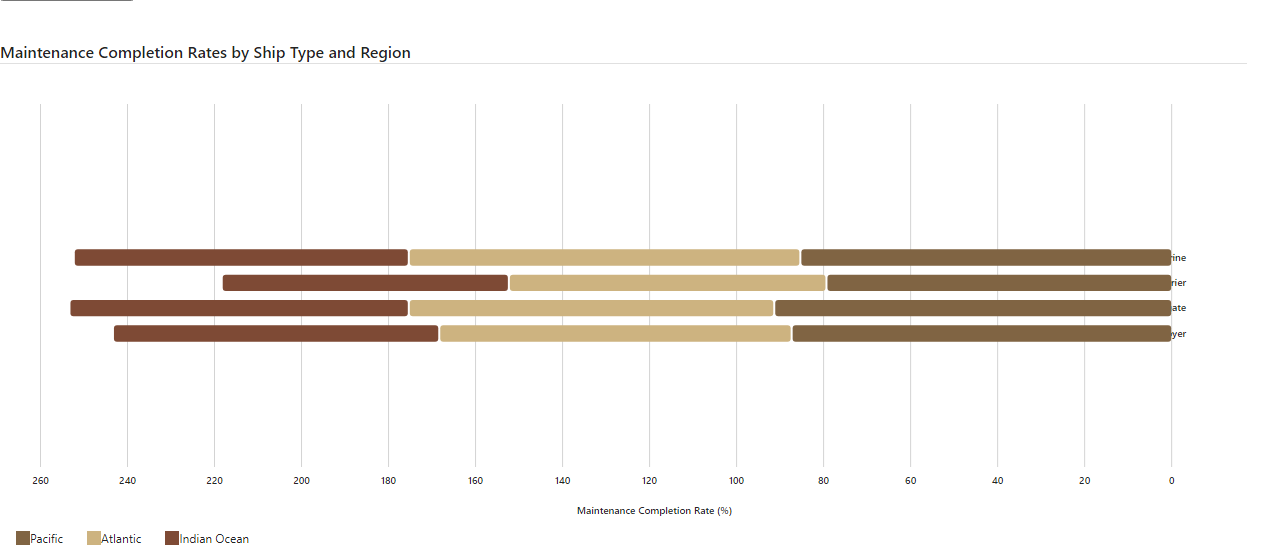 Maintenance Completion Rates by Ship Type and Region
ine
rier
ate
yer
260 240 220 200 180 160 140 120 100 80 60 40 20 0
Maintenance Completion Rate (%)
Pacific Atlantic Indian Ocean